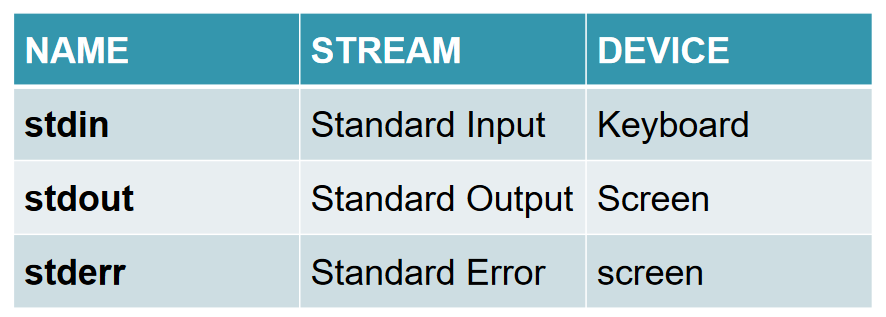 NAME STREAM DEVICE
stdin Standard Input Keyboard
stdout Standard Output Screen
stderr Standard Error screen